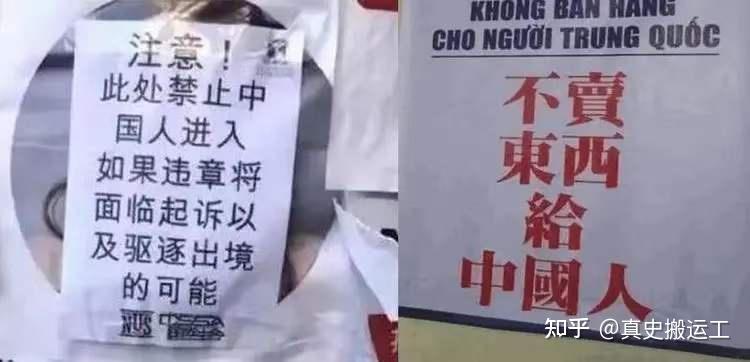 注意！
此处禁止中
国人进入
如果违章将
面临起诉以
及驱逐出境
的可能
NUS
KHÔNG BÁN HÀNG
CHO NGƯỜI TRUNG QUỐC
不賣
東西
給
中國人
知乎 @真史搬运工